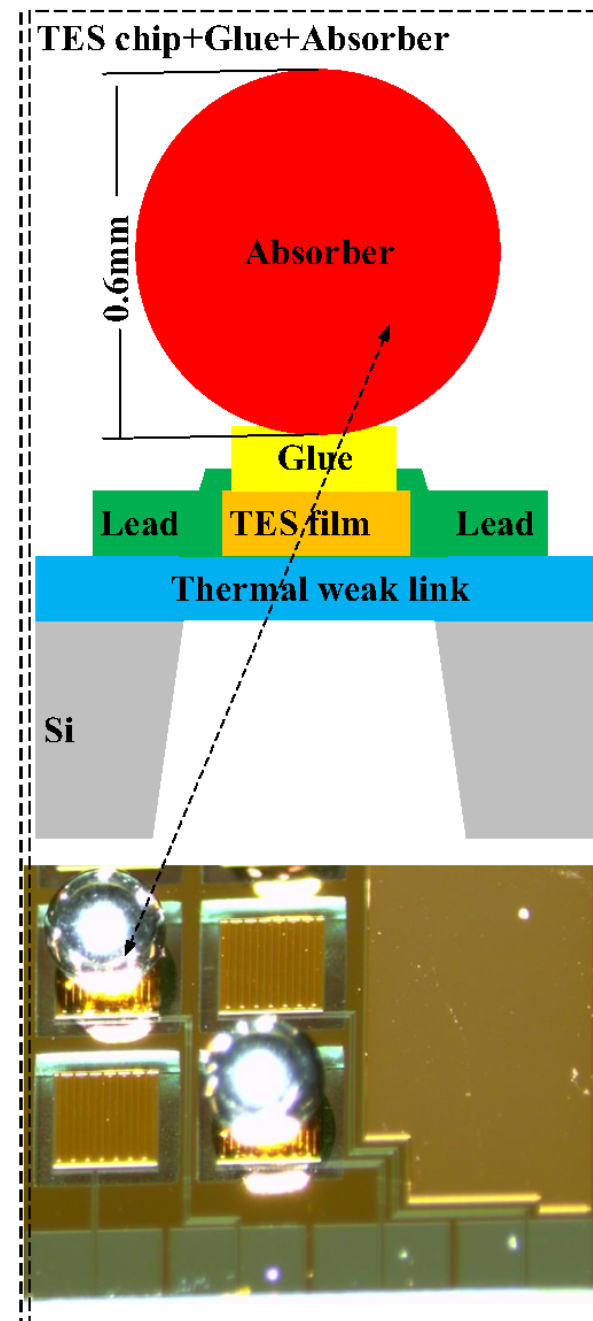 TES chip+Glue+Absorber
0.6mm
Absorber
Glue
Lead TES film Lead
Thermal weak link
Si